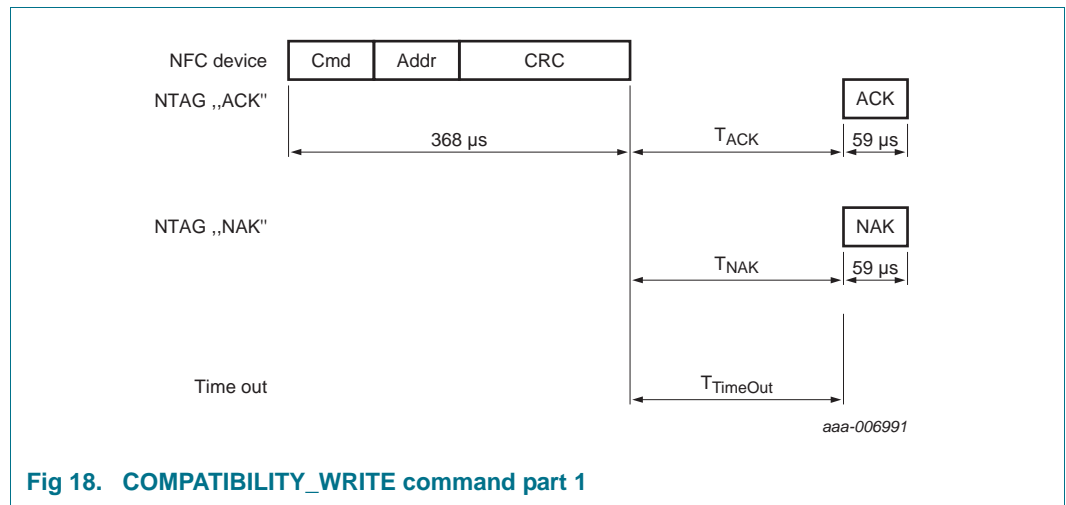 NFC device Cmd Addr CRC
NTAG ,,ACK" ACK
368 µs TACK 59 µs
NTAG ,,NAK" NAK
TNAK 59 µs
Time out TTimeOut
aaa-006991
Fig 18. COMPATIBILITY_WRITE command part 1